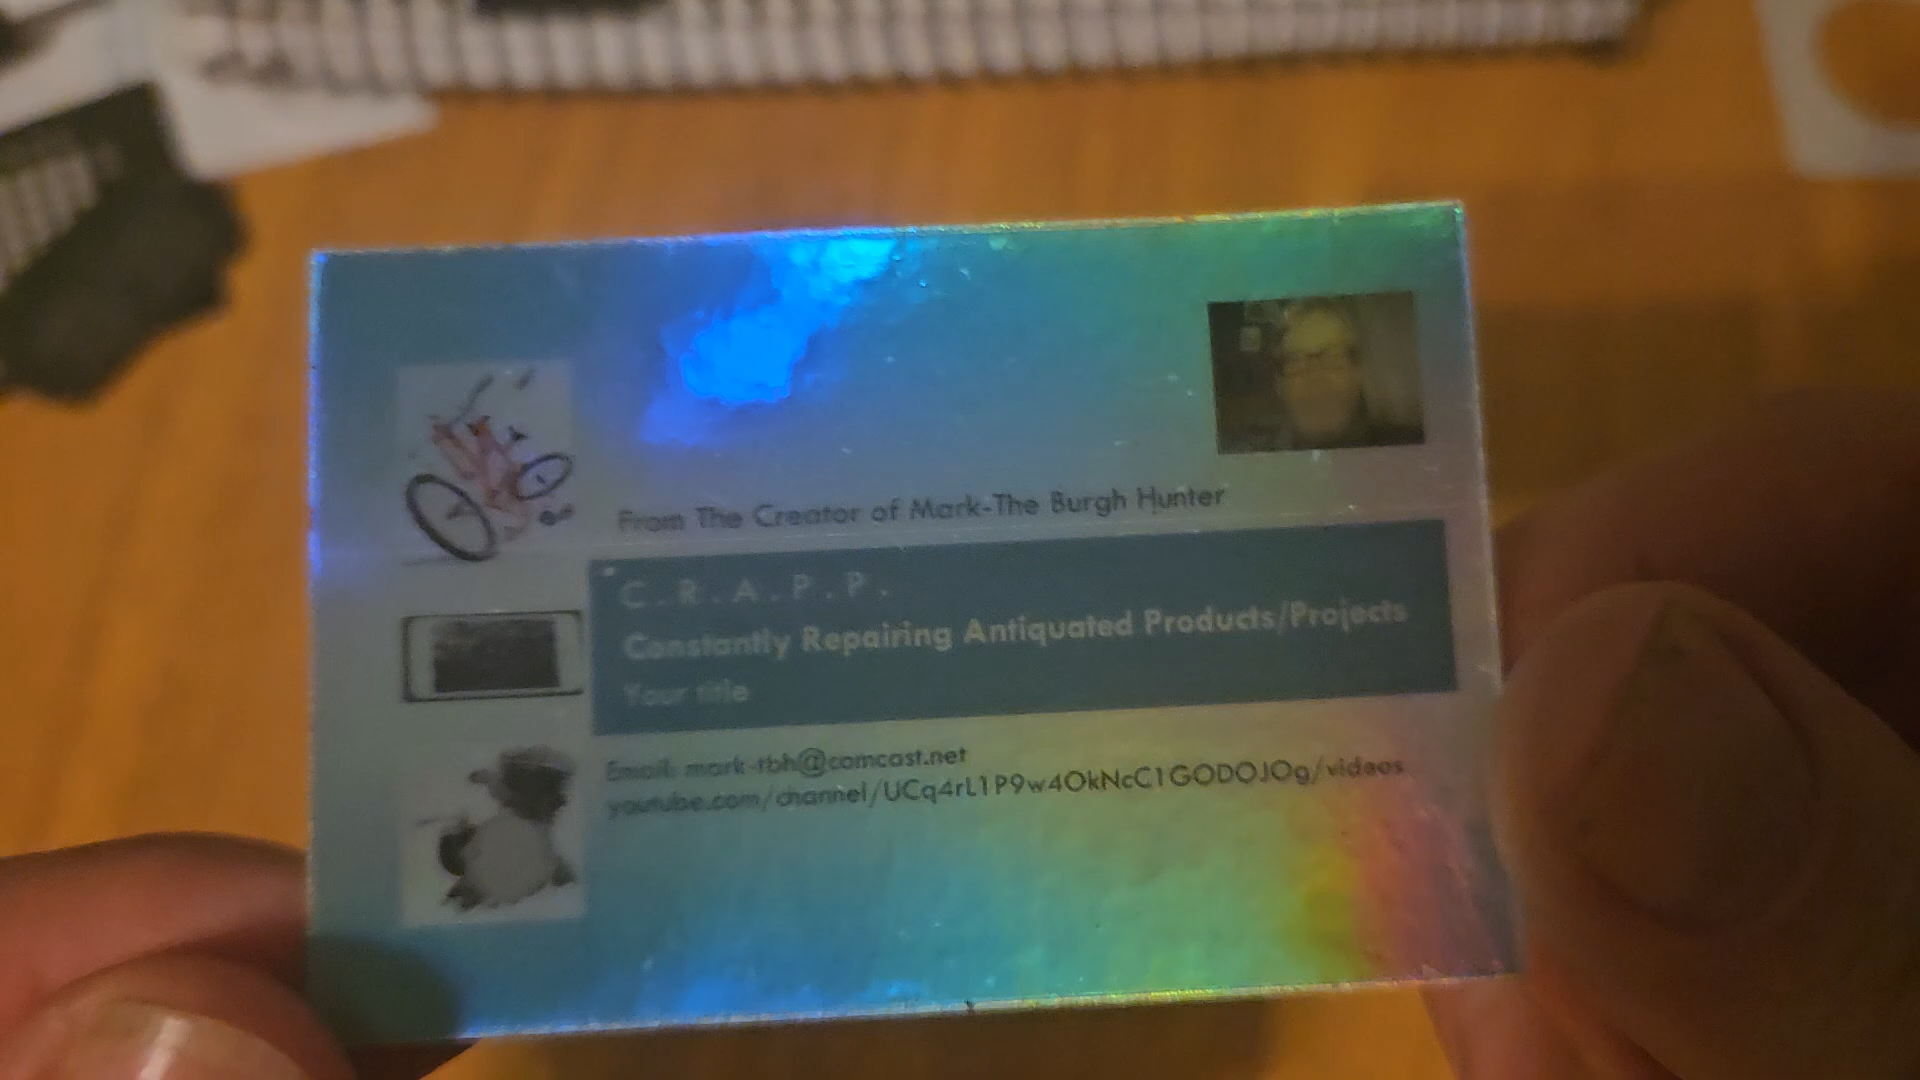 From The Creator of Mark-The Burgh Hunter
C.R.A.P.P.
Constantly Repairing Antiquated Products/Projects
Your title
Email: mark-tbh@comcast.net
youtube.com/channel/UCq4rL1P9w4OkNcC1GODOJOg/videos